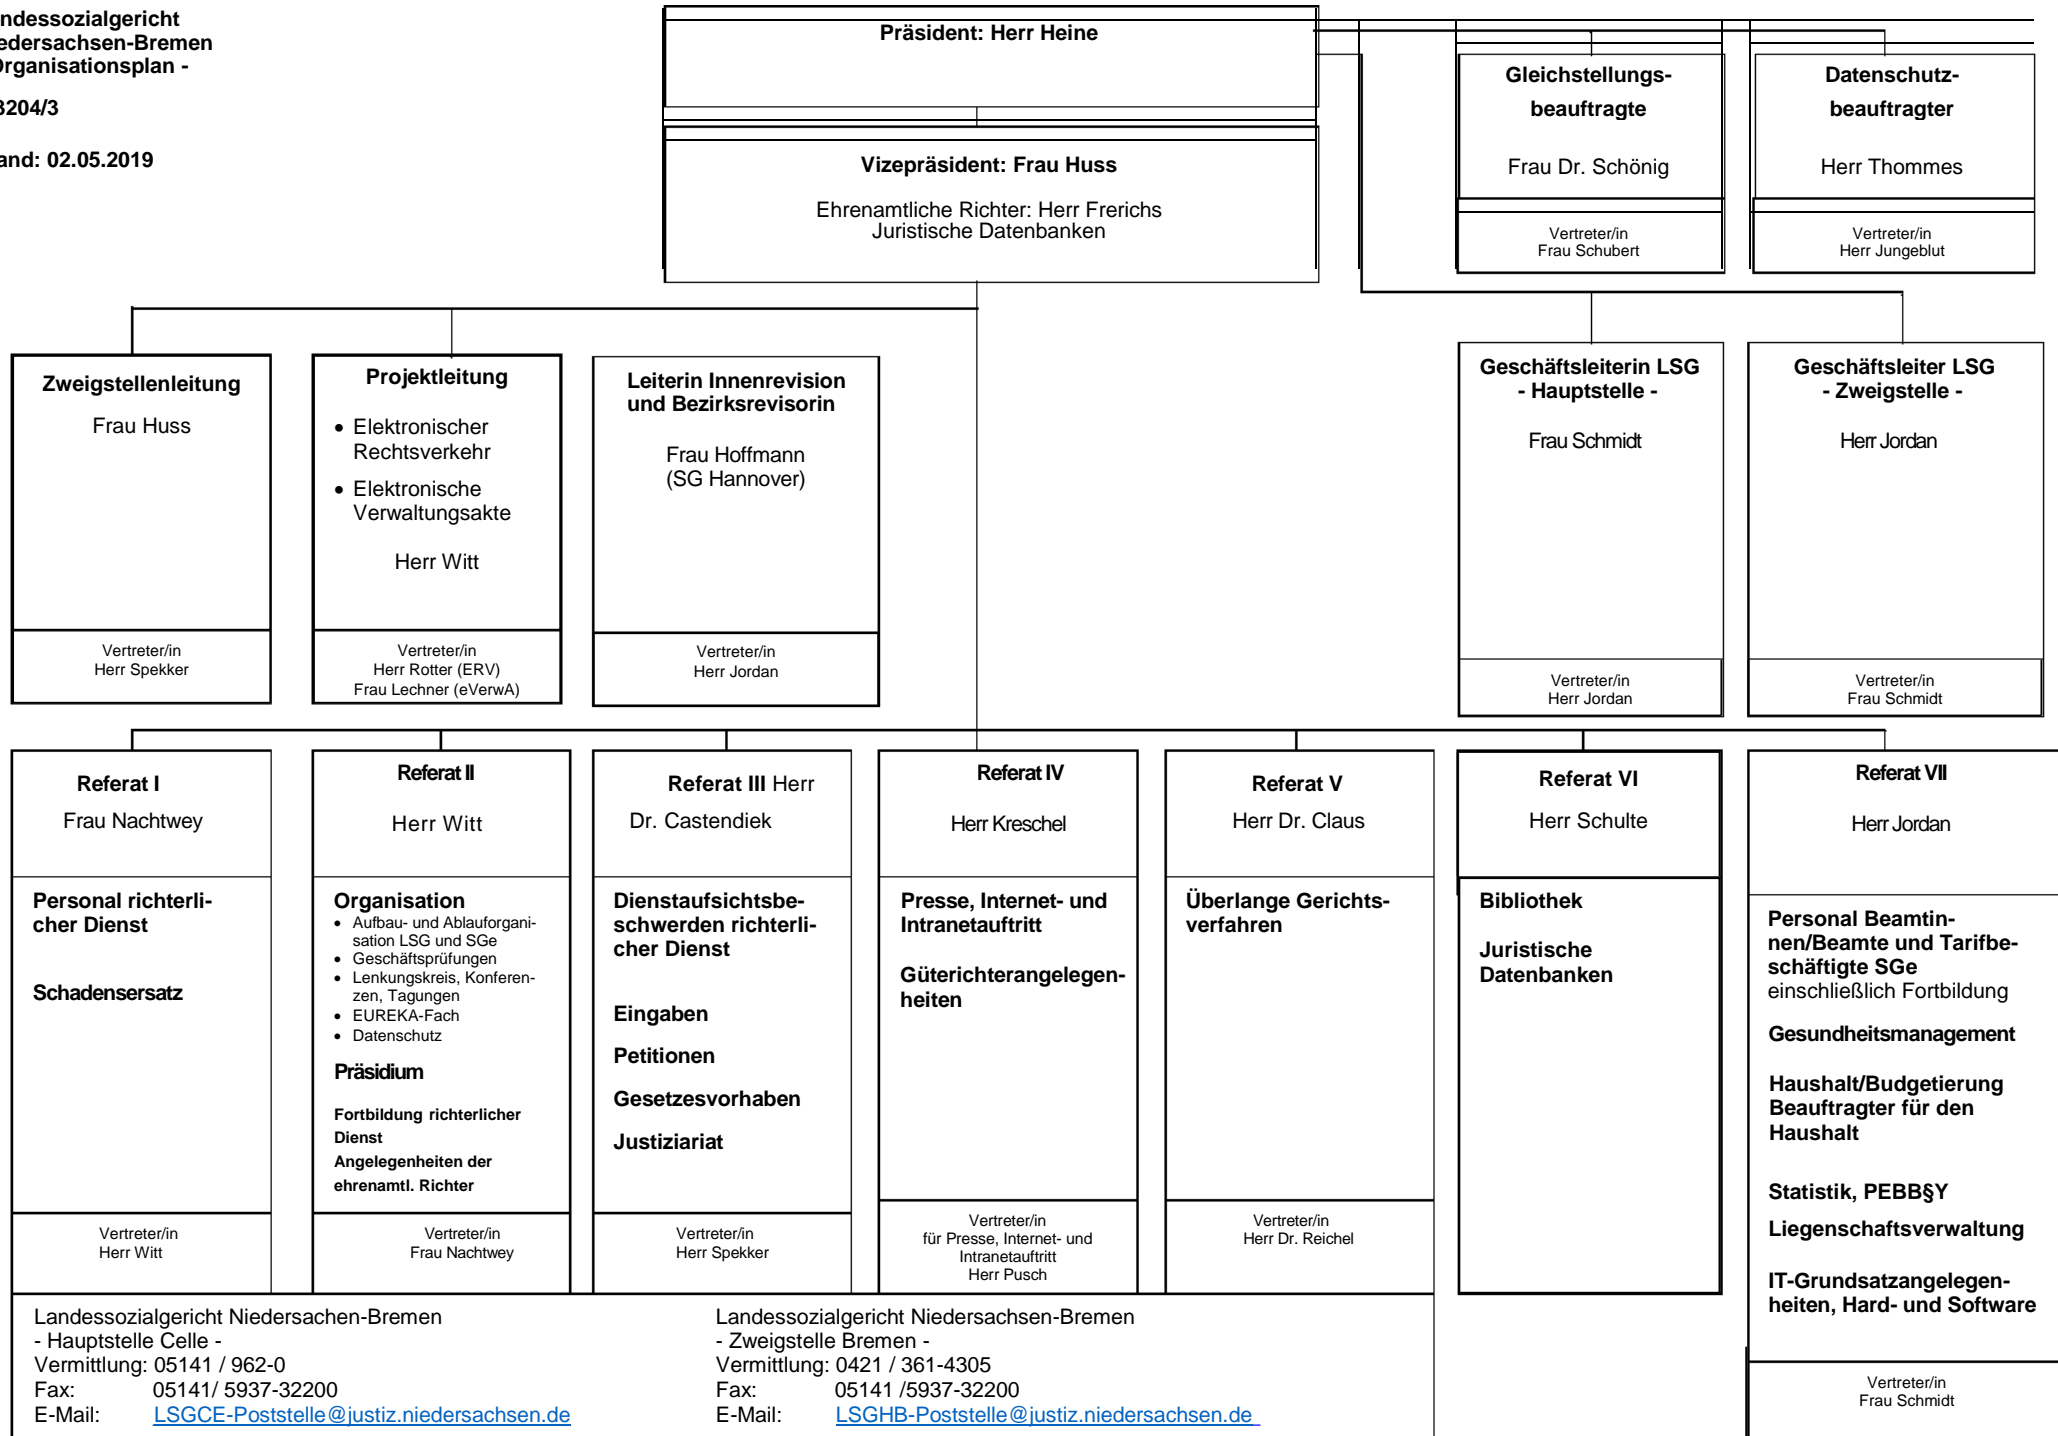 ndessozialgericht
edersachsen-Bremen
Organisationsplan -
3204/3
and: 02.05.2019
Präsident: Herr Heine
Gleichstellungs-
beauftragte
Frau Dr. Schönig
Vertreter/in
Frau Schubert
Datenschutz-
beauftragter
Herr Thommes
Vertreter/in
Herr Jungeblut
Vizepräsident: Frau Huss
Ehrenamtliche Richter: Herr Frerichs
Juristische Datenbanken
Zweigstellenleitung
Frau Huss
Vertreter/in
Herr Spekker
Projektleitung
• Elektronischer
Rechtsverkehr
• Elektronische
Verwaltungsakte
Herr Witt
Vertreter/in
Herr Rotter (ERV)
Frau Lechner (eVerwA)
Leiterin Innenrevision
und Bezirksrevisorin
Frau Hoffmann
(SG Hannover)
Vertreter/in
Herr Jordan
Geschäftsleiterin LSG
- Hauptstelle -
Frau Schmidt
Vertreter/in
Herr Jordan
Geschäftsleiter LSG
- Zweigstelle -
Herr Jordan
Vertreter/in
Frau Schmidt
Referat I
Frau Nachtwey
Personal richterli-
cher Dienst
Schadensersatz
Vertreter/in
Herr Witt
Referat II
Herr Witt
Organisation
• Aufbau- und Ablauforgani-
sation LSG und SGe
• Geschäftsprüfungen
• Lenkungskreis, Konferen-
zen, Tagungen
• EUREKA-Fach
• Datenschutz
Präsidium
Fortbildung richterlicher
Dienst
Angelegenheiten der
ehrenamtl. Richter
Vertreter/in
Frau Nachtwey
Referat III Herr
Dr. Castendiek
Dienstaufsichtsbe-
schwerden richterli-
cher Dienst
Eingaben
Petitionen
Gesetzesvorhaben
Justiziariat
Vertreter/in
Herr Spekker
Referat IV
Herr Kreschel
Presse, Internet- und
Intranetauftritt
Güterichterangelegen-
heiten
Vertreter/in
für Presse, Internet- und
Intranetauftritt
Herr Pusch
Referat V
Herr Dr. Claus
Überlange Gerichts-
verfahren
Vertreter/in
Herr Dr. Reichel
Referat VI
Herr Schulte
Bibliothek
Juristische
Datenbanken
Referat VII
Herr Jordan
Personal Beamtin-
nen/Beamte und Tarifbe-
schäftigte SGe
einschließlich Fortbildung
Gesundheitsmanagement
Haushalt/Budgetierung
Beauftragter für den
Haushalt
Statistik, PEBB§Y
Liegenschaftsverwaltung
IT-Grundsatzangelegen-
heiten, Hard- und Software
Vertreter/in
Frau Schmidt
Landessozialgericht Niedersachen-Bremen
- Hauptstelle Celle -
Vermittlung: 05141 / 962-0
Fax: 05141/ 5937-32200
E-Mail: LSGCE-Poststelle@justiz.niedersachsen.de
Landessozialgericht Niedersachsen-Bremen
- Zweigstelle Bremen -
Vermittlung: 0421 / 361-4305
Fax: 05141 /5937-32200
E-Mail: LSGHB-Poststelle@justiz.niedersachsen.de